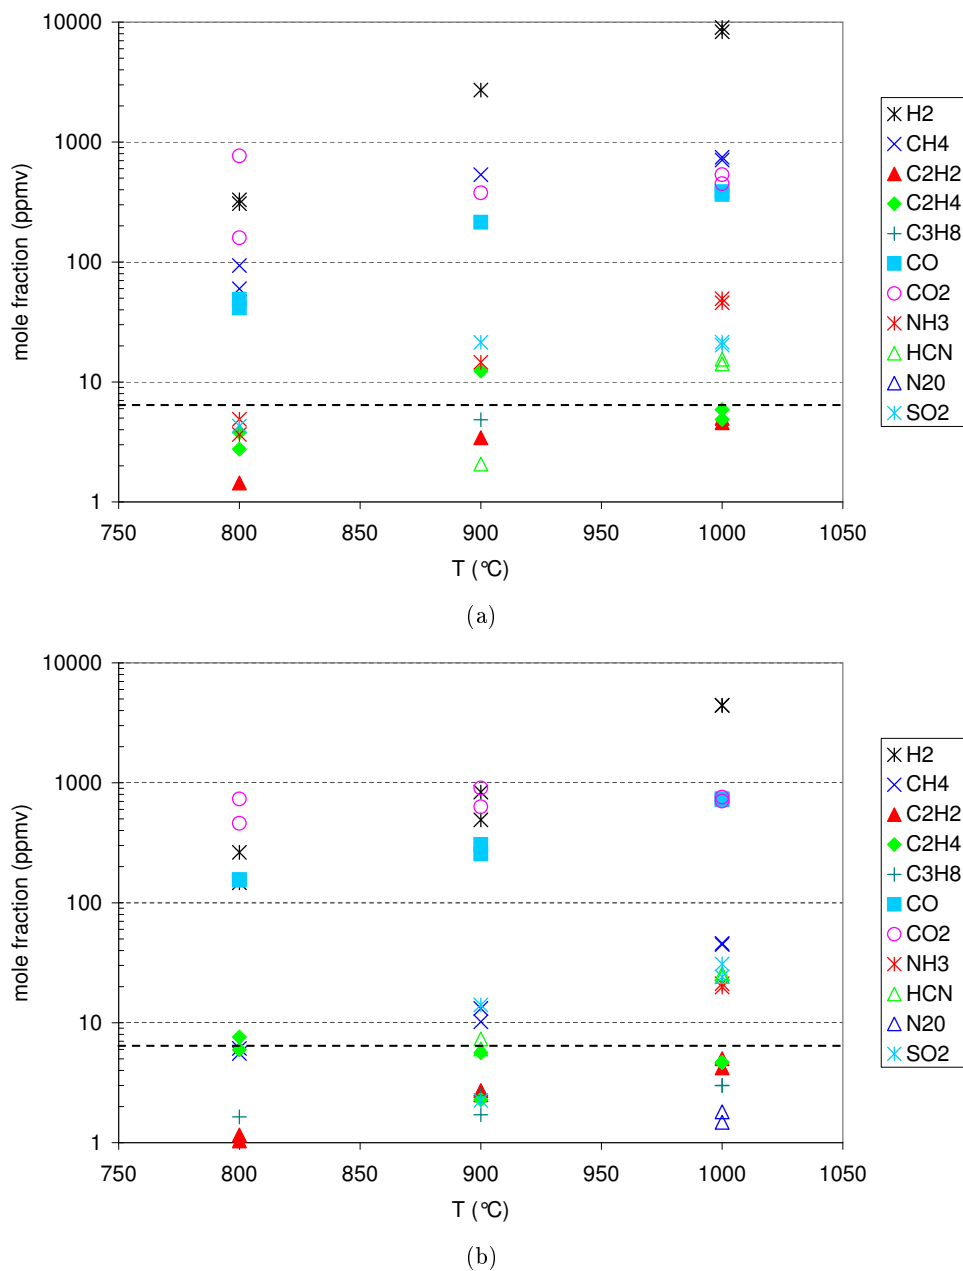 10000
1000
100
10
1
mole fraction (ppmv)
750 800 850 900 950 1000 1050
T (°C)
H2
CH4
C2H2
C2H4
C3H8
CO
CO2
NH3
HCN
N20
SO2
(a)
10000
1000
100
10
1
mole fraction (ppmv)
750 800 850 900 950 1000 1050
T (°C)
H2
CH4
C2H2
C2H4
C3H8
CO
CO2
NH3
HCN
N20
SO2
(b)